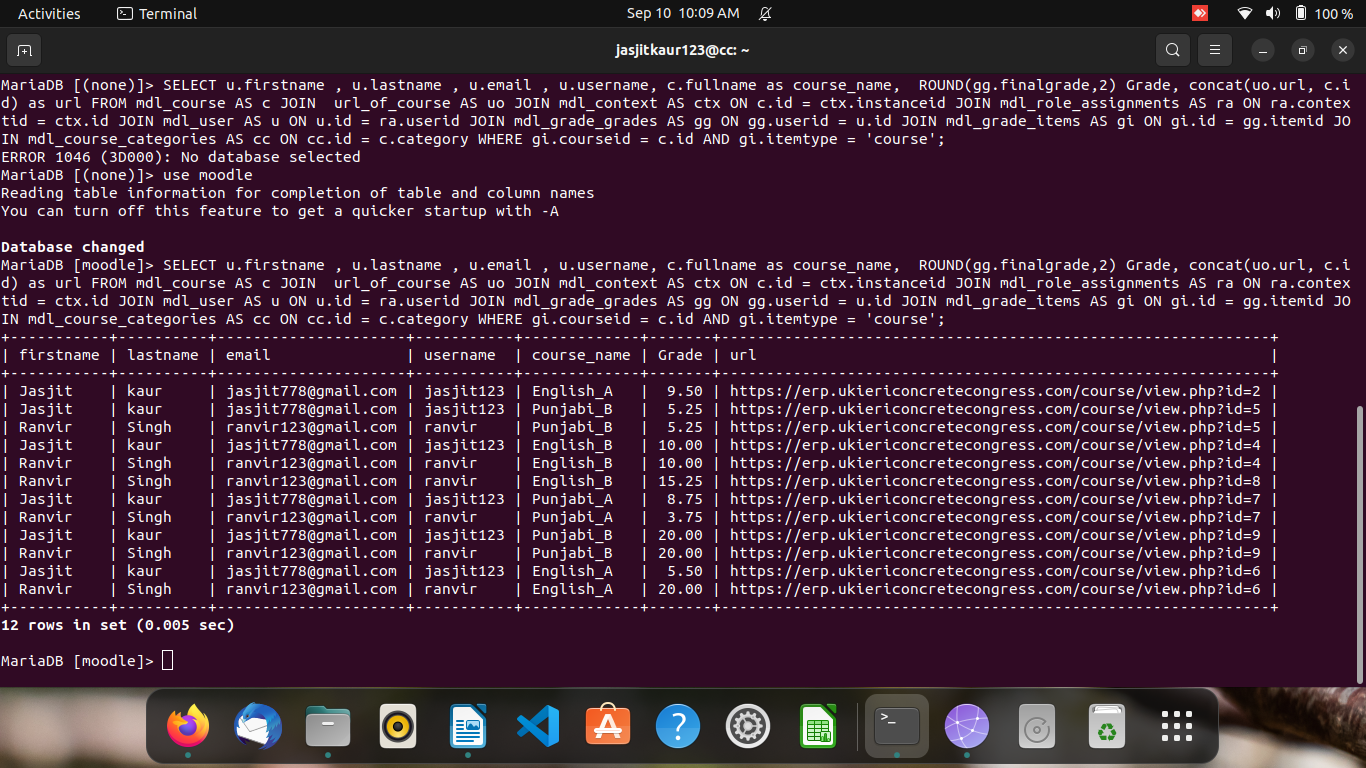 Activities Terminal Sep 10 10:09 AM 100 %
jasjitkaur123@cc: ~
MariaDB [(none)]> SELECT u.firstname , u.lastname , u.email , u.username, c.fullname as course_name,  ROUND(gg.finalgrade,2) Grade, concat(uo.url, c.i
d) as url FROM mdl_course AS c JOIN  url_of_course AS uo JOIN mdl_context AS ctx ON c.id = ctx.instanceid JOIN mdl_role_assignments AS ra ON ra.contex
tid = ctx.id JOIN mdl_user AS u ON u.id = ra.userid JOIN mdl_grade_grades AS gg ON gg.userid = u.id JOIN mdl_grade_items AS gi ON gi.id = gg.itemid JO
IN mdl_course_categories AS cc ON cc.id = c.category WHERE gi.courseid = c.id AND gi.itemtype = 'course';
ERROR 1046 (3D000): No database selected
MariaDB [(none)]> use moodle
Reading table information for completion of table and column names
You can turn off this feature to get a quicker startup with -A
Database changed
MariaDB [moodle]> SELECT u.firstname , u.lastname , u.email , u.username, c.fullname as course_name,  ROUND(gg.finalgrade,2) Grade, concat(uo.url, c.i
d) as url FROM mdl_course AS c JOIN  url_of_course AS uo JOIN mdl_context AS ctx ON c.id = ctx.instanceid JOIN mdl_role_assignments AS ra ON ra.contex
tid = ctx.id JOIN mdl_user AS u ON u.id = ra.userid JOIN mdl_grade_grades AS gg ON gg.userid = u.id JOIN mdl_grade_items AS gi ON gi.id = gg.itemid JO
IN mdl_course_categories AS cc ON cc.id = c.category WHERE gi.courseid = c.id AND gi.itemtype = 'course';
| firstname | lastname | email | username | course_name | Grade | url |
| Jasjit | kaur | jasjit778@gmail.com | jasjit123 | English_A | 9.50 | https://erp.ukiericoncretecongress.com/course/view.php?id=2 |
| Jasjit | kaur | jasjit778@gmail.com | jasjit123 | Punjabi_B | 5.25 | https://erp.ukiericoncretecongress.com/course/view.php?id=5 |
| Ranvir | Singh | ranvir123@gmail.com | ranvir | Punjabi_B | 5.25 | https://erp.ukiericoncretecongress.com/course/view.php?id=5 |
| Jasjit | kaur | jasjit778@gmail.com | jasjit123 | English_B | 10.00 | https://erp.ukiericoncretecongress.com/course/view.php?id=4 |
| Ranvir | Singh | ranvir123@gmail.com | ranvir | English_B | 10.00 | https://erp.ukiericoncretecongress.com/course/view.php?id=4 |
| Ranvir | Singh | ranvir123@gmail.com | ranvir | English_B | 15.25 | https://erp.ukiericoncretecongress.com/course/view.php?id=8 |
| Jasjit | kaur | jasjit778@gmail.com | jasjit123 | Punjabi_A | 8.75 | https://erp.ukiericoncretecongress.com/course/view.php?id=7 |
| Ranvir | Singh | ranvir123@gmail.com | ranvir | Punjabi_A | 3.75 | https://erp.ukiericoncretecongress.com/course/view.php?id=7 |
| Jasjit | kaur | jasjit778@gmail.com | jasjit123 | Punjabi_B | 20.00 | https://erp.ukiericoncretecongress.com/course/view.php?id=9 |
| Ranvir | Singh | ranvir123@gmail.com | ranvir | Punjabi_B | 20.00 | https://erp.ukiericoncretecongress.com/course/view.php?id=9 |
| Jasjit | kaur | jasjit778@gmail.com | jasjit123 | English_A | 5.50 | https://erp.ukiericoncretecongress.com/course/view.php?id=6 |
| Ranvir | Singh | ranvir123@gmail.com | ranvir | English_A | 20.00 | https://erp.ukiericoncretecongress.com/course/view.php?id=6 |
12 rows in set (0.005 sec)
MariaDB [moodle]>